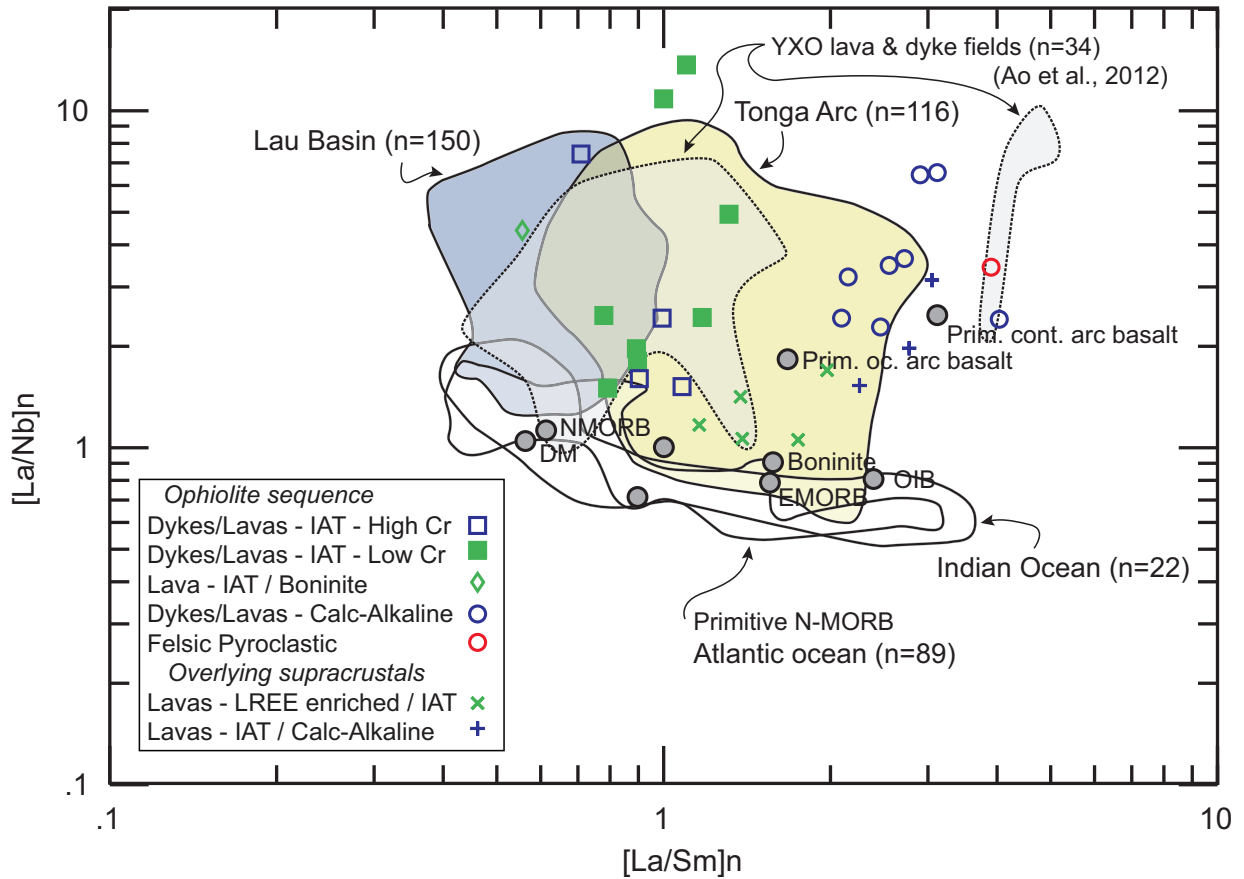 YXO lava & dyke fields (n=34)
(Ao et al., 2012)
Tonga Arc (n=116)
Lau Basin (n=150)
10
1
.1
[La/Nb]n
Prim. cont. arc basalt
Prim. oc. arc basalt
NMORB
DM
Boninite
OIB
EMORB
Indian Ocean (n=22)
Primitive N-MORB
Atlantic ocean (n=89)
Ophiolite sequence
Dykes/Lavas - IAT - High Cr
Dykes/Lavas - IAT - Low Cr
Lava - IAT / Boninite
Dykes/Lavas - Calc-Alkaline
Felsic Pyroclastic
Overlying supracrustals
Lavas - LREE enriched / IAT
Lavas - IAT / Calc-Alkaline
.1
1
10
[La/Sm]n